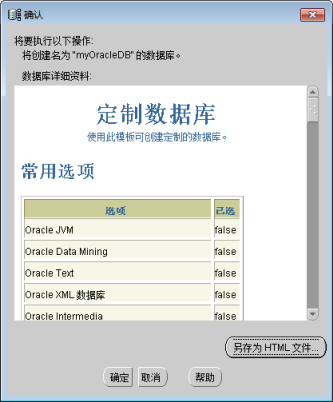 确认
将要执行以下操作:
将创建名为"myOracleDB"的数据库。
数据库详细资料:
定制数据库
使用此模板可创建定制的数据库。
常用选项
选项 已选
Oracle JVM false
Oracle Data Mining false
Oracle Text false
Oracle XML 数据库 false
Oracle Intermedia false
另存为 HTML 文件...
确定 取消 帮助